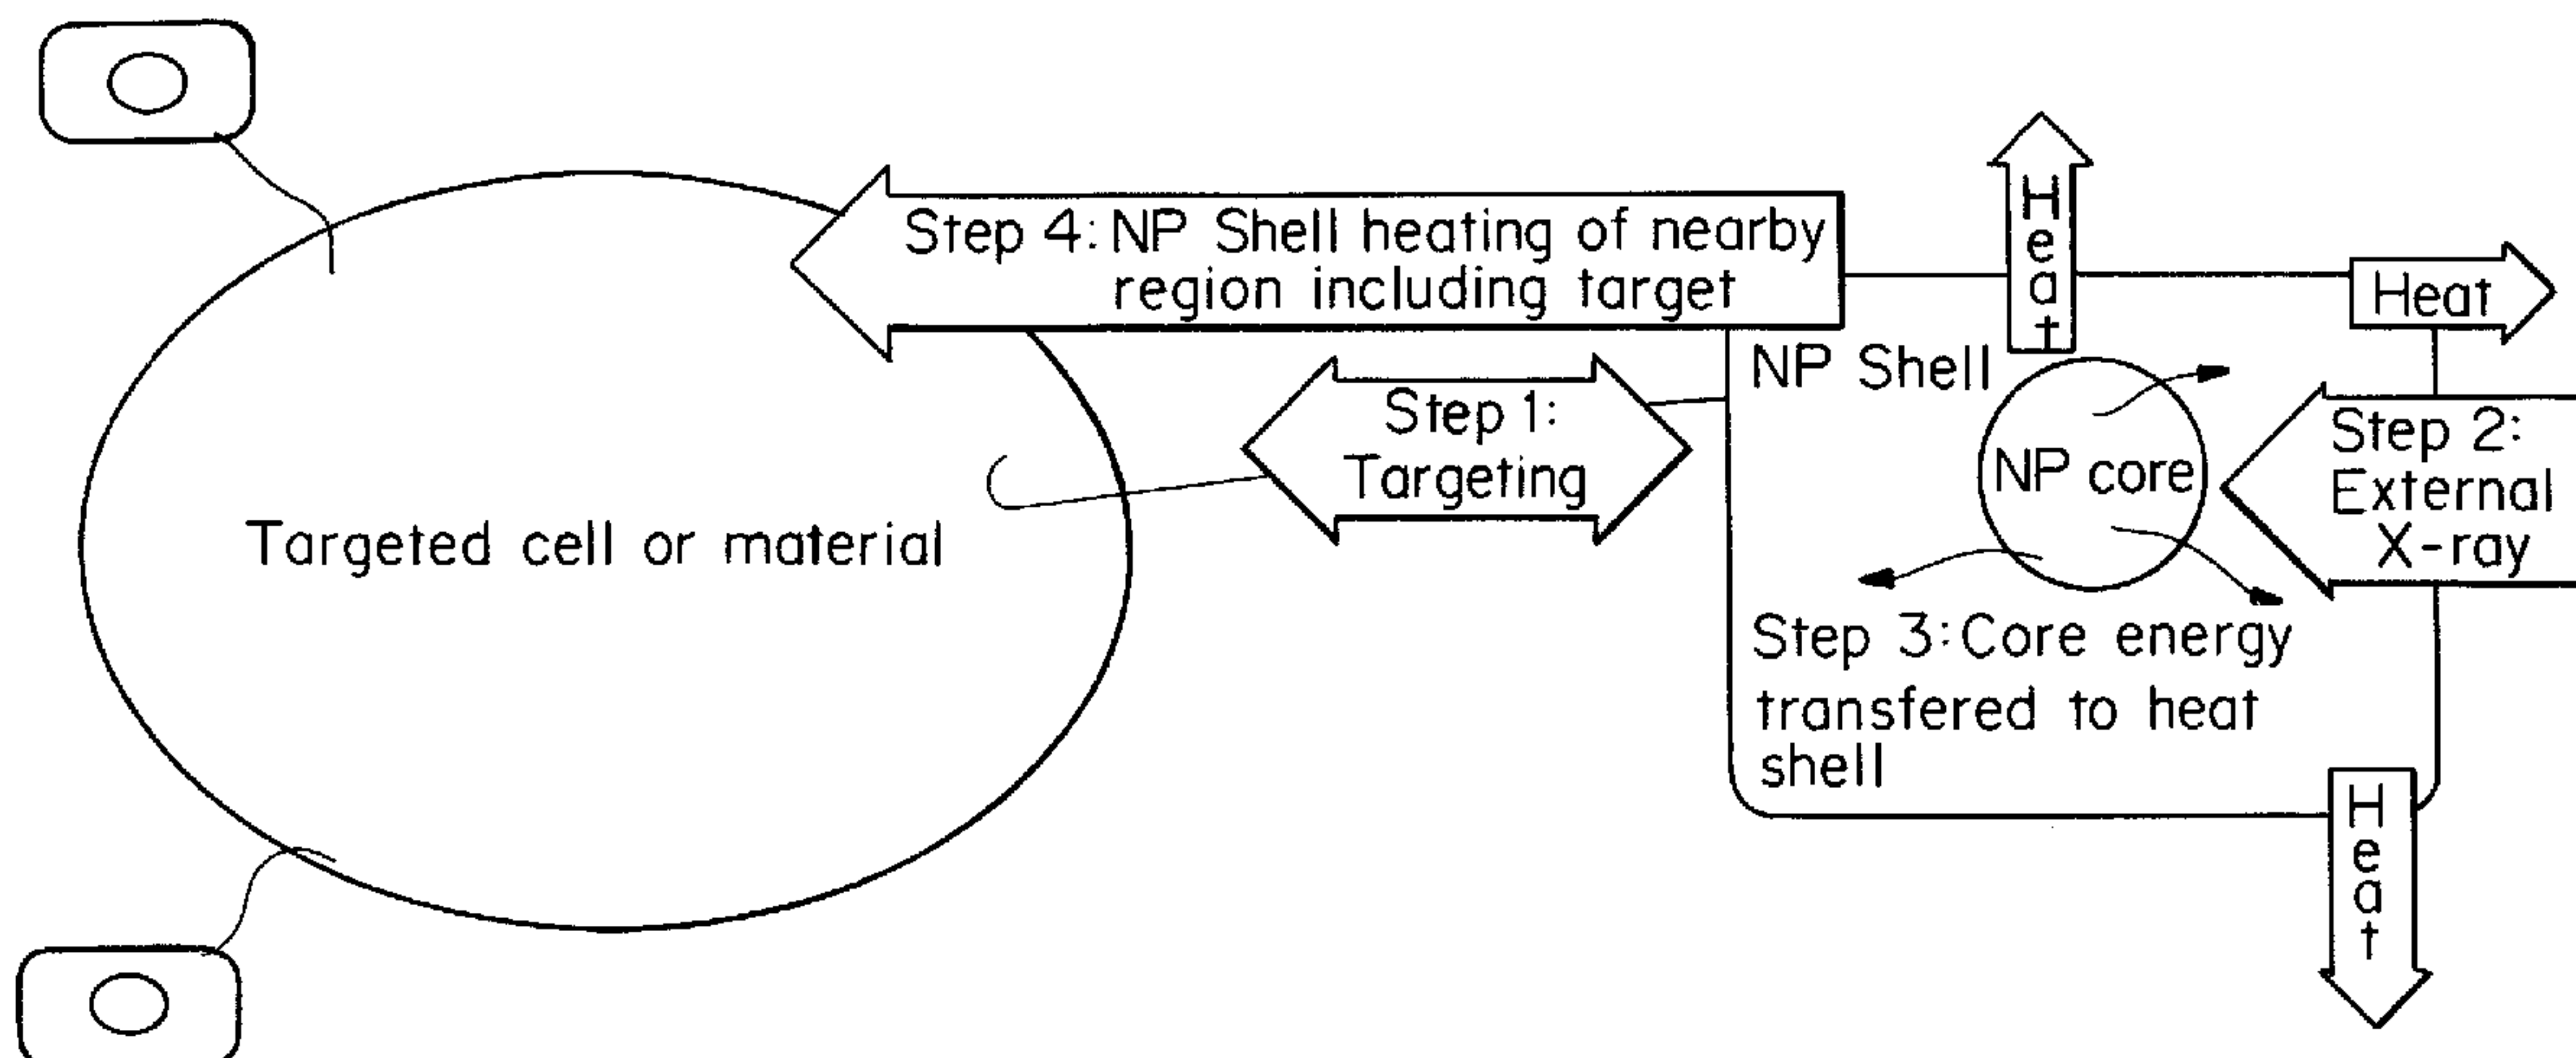 Step 4: NP Shell heating of nearby
region including target
Heat
Heat
NP Shell
Step 1:
Targeting
NP core
Step 2:
External
X-ray
Targeted cell or material
Step 3: Core energy
transfered to heat
shell
Heat